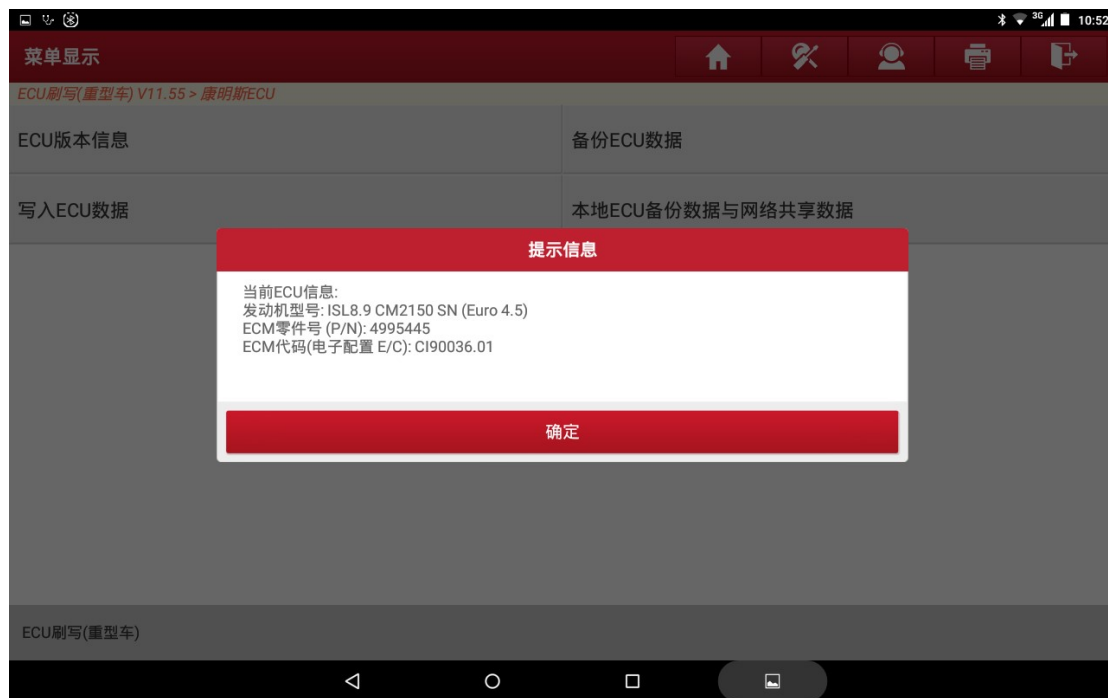 3G 10:52
菜单显示
ECU刷写(重型车) V11.55 > 康明斯ECU
ECU版本信息 备份ECU数据
写入ECU数据 本地ECU备份数据与网络共享数据
提示信息
当前ECU信息:
发动机型号: ISL8.9 CM2150 SN (Euro 4.5)
ECM零件号 (P/N): 4995445
ECM代码(电子配置 E/C): CI90036.01
确定
ECU刷写(重型车)